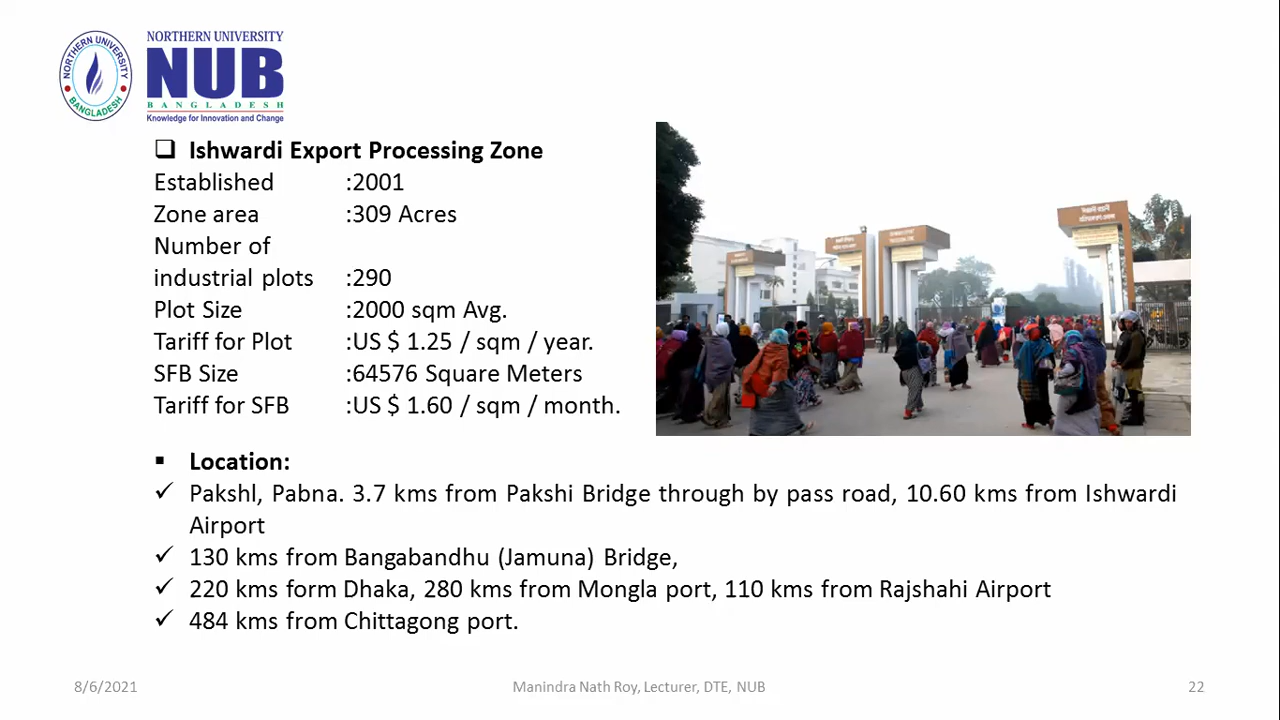 NORTHERN UNIVERSITY
BANGLADESH
NORTHERN UNIVERSITY
NUB
BANGLADESH
Knowledge for Innovation and Change
❑ Ishwardi Export Processing Zone
Established :2001
Zone area :309 Acres
Number of
industrial plots :290
Plot Size :2000 sqm Avg.
Tariff for Plot :US $ 1.25 / sqm / year.
SFB Size :64576 Square Meters
Tariff for SFB :US $ 1.60 / sqm / month.
▪ Location:
✓ Pakshl, Pabna. 3.7 kms from Pakshi Bridge through by pass road, 10.60 kms from Ishwardi
Airport
✓ 130 kms from Bangabandhu (Jamuna) Bridge,
✓ 220 kms form Dhaka, 280 kms from Mongla port, 110 kms from Rajshahi Airport
✓ 484 kms from Chittagong port.
8/6/2021
Manindra Nath Roy, Lecturer, DTE, NUB
22